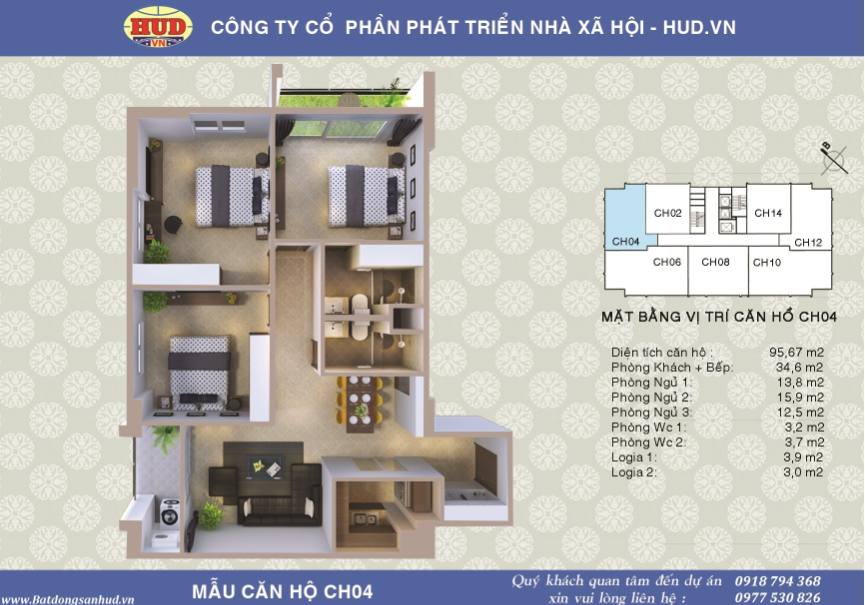 HUD
VN
CÔNG TY CỔ PHẦN PHÁT TRIỂN NHÀ XÃ HỘI - HUD.VN
B
CH02
CH14
CH04
CH12
CH06
CH08
CH10
MẶT BẰNG VỊ TRÍ CĂN HỔ CH04
Diện tích căn hộ : 95,67 m2
Phòng Khách + Bếp: 34,6 m2
Phòng Ngủ 1: 13,8 m2
Phòng Ngủ 2: 15,9 m2
Phòng Ngủ 3: 12,5 m2
Phòng Wc 1: 3,2 m2
Phòng Wc 2: 3,7 m2
Logia 1: 3,9 m2
Logia 2: 3,0 m2
www.Batdongsanhud.vn
MẪU CĂN HỘ CH04
Quý khách quan tâm đến dự án 0918 794 368
xin vui lòng liên hệ : 0977 530 826